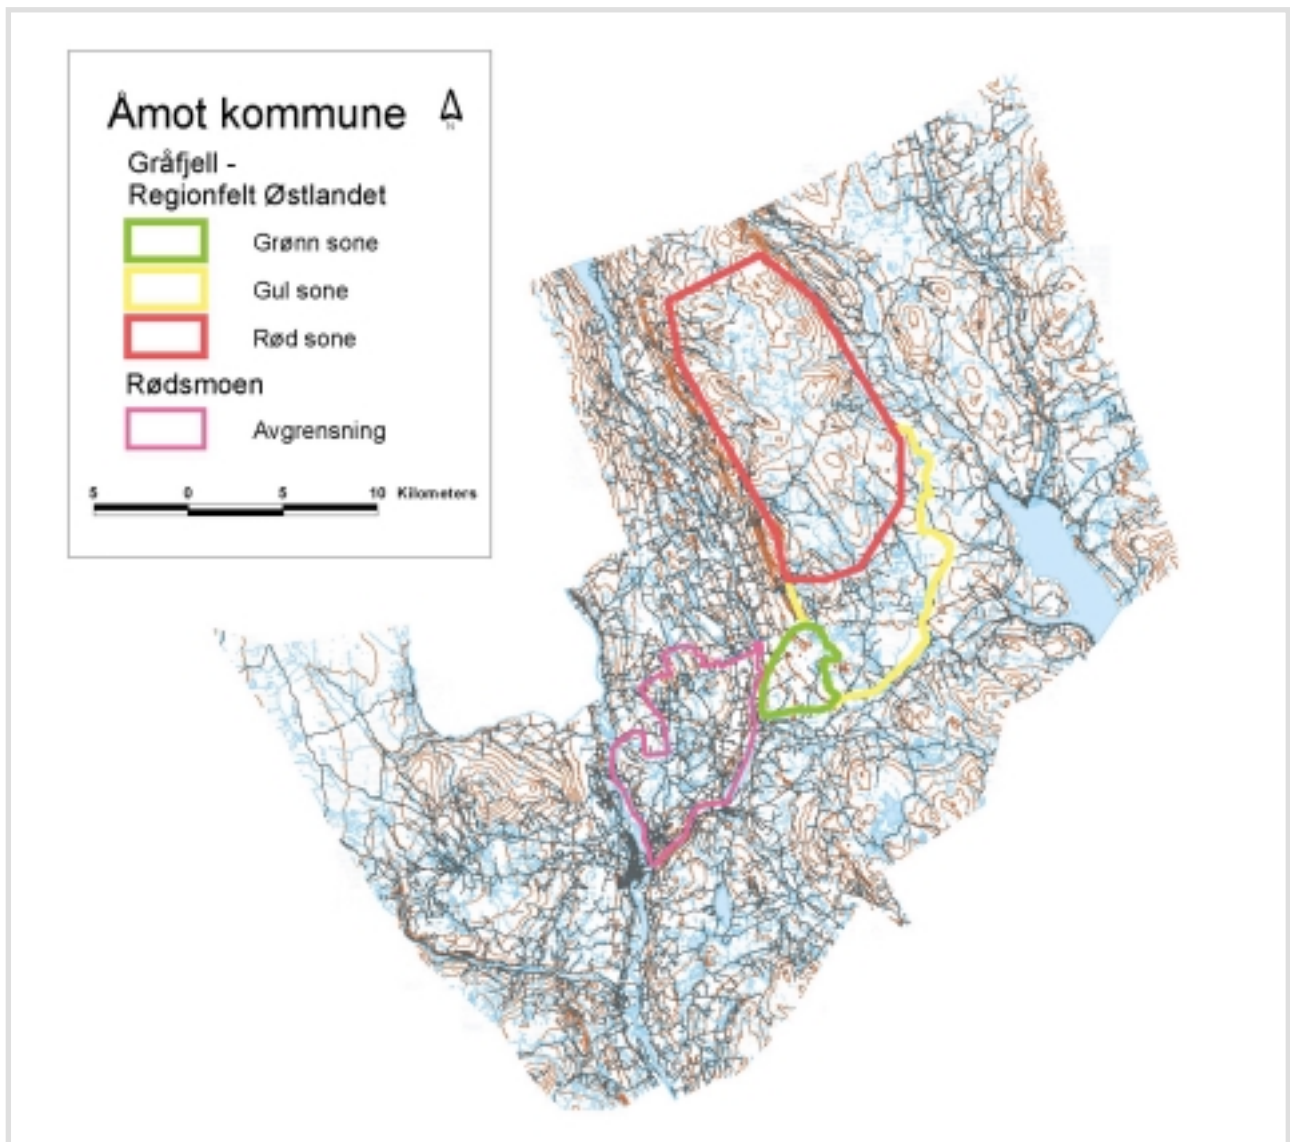 Åmot kommune
N
Gråfjell -
Regionfelt Østlandet
Grønn sone
Gul sone
Rød sone
Rødsmoen
Avgrensning
5 0 5 10 Kilometers